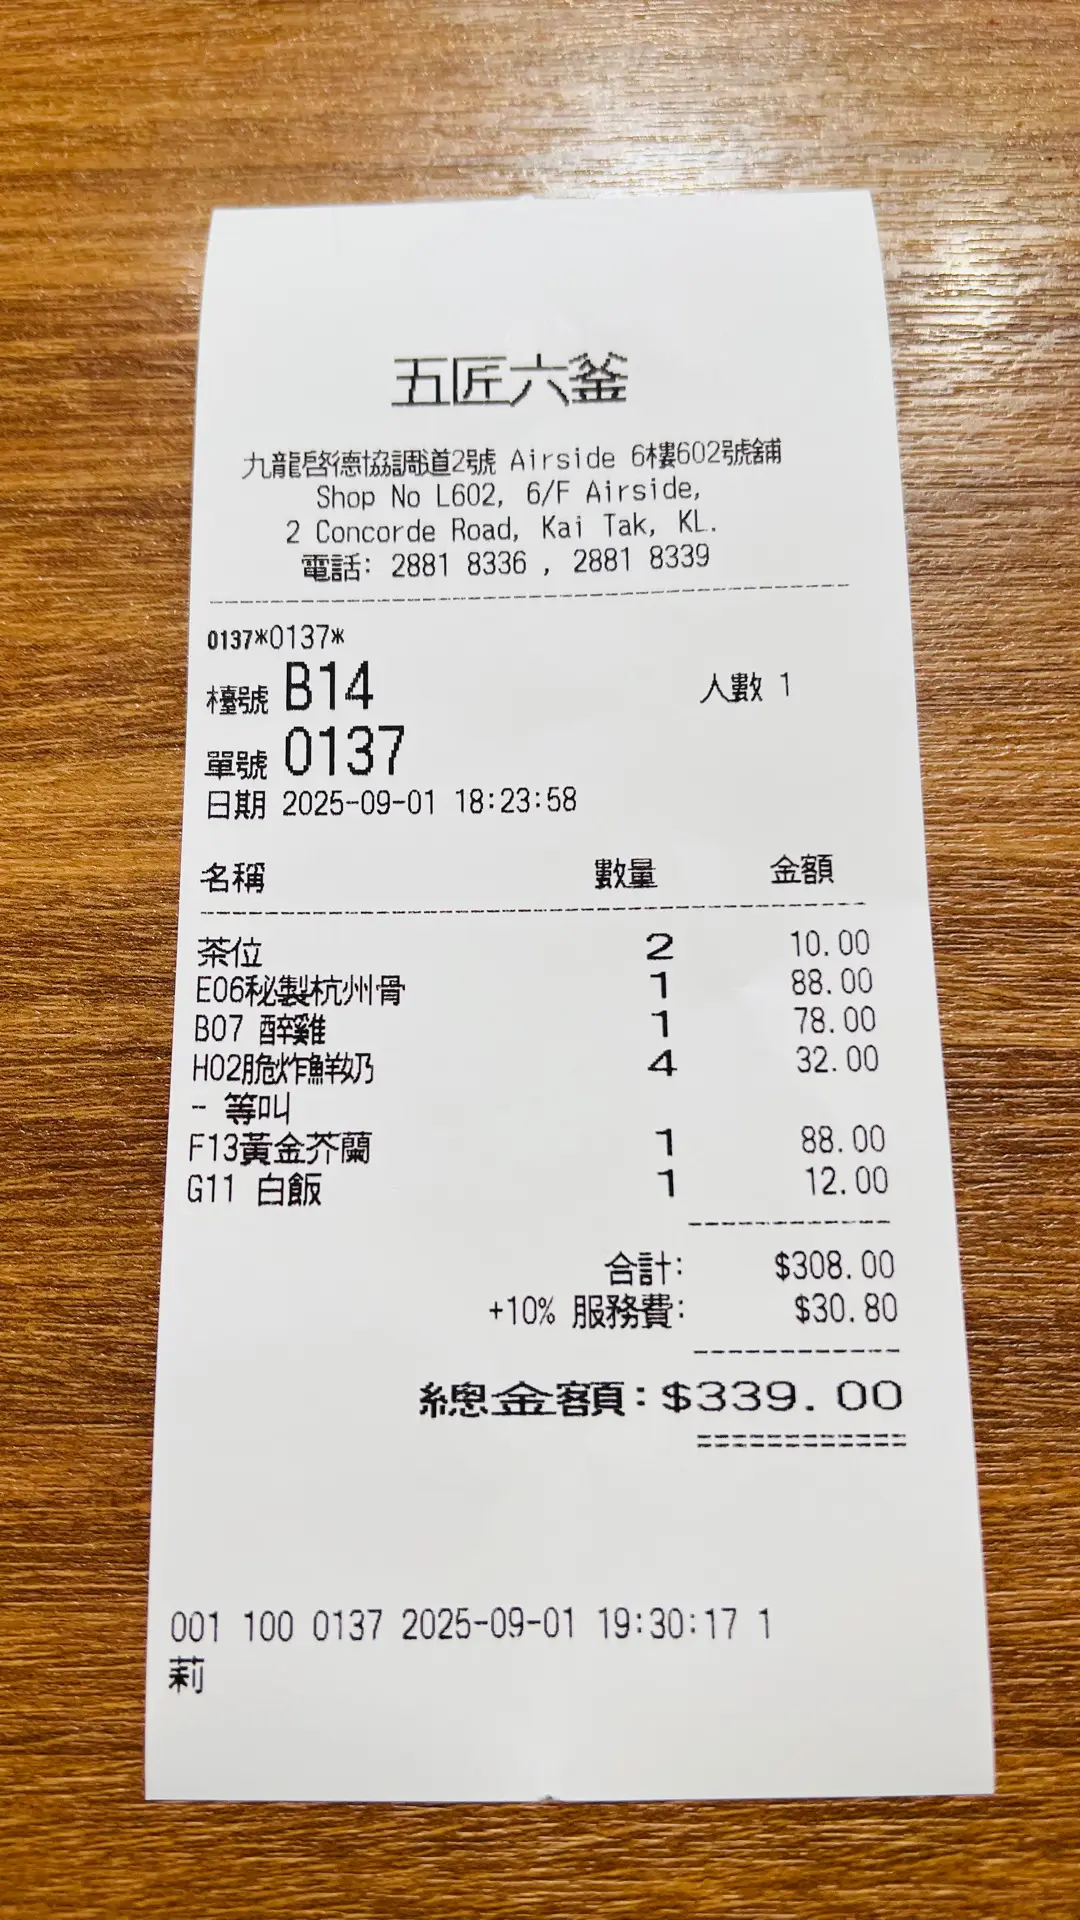 五匠六釜
九龍啓德協調道2號 Airside 6樓602號舖
Shop No L602, 6/F Airside,
2 Concorde Road, Kai Tak, KL.
電話: 2881 8336 , 2881 8339
0137*0137*
檯號 B14 人數 1
單號 0137
日期 2025-09-01 18:23:58
名稱 數量 金額
茶位 2 10.00
E06秘製杭州骨 1 88.00
B07 醉雞 1 78.00
H02脆炸鮮奶 4 32.00
- 等叫
F13黃金芥蘭 1 88.00
G11 白飯 1 12.00
合計: $308.00
+10% 服務費: $30.80
總金額: $339.00
============
001 100 0137 2025-09-01 19:30:17 1
莉